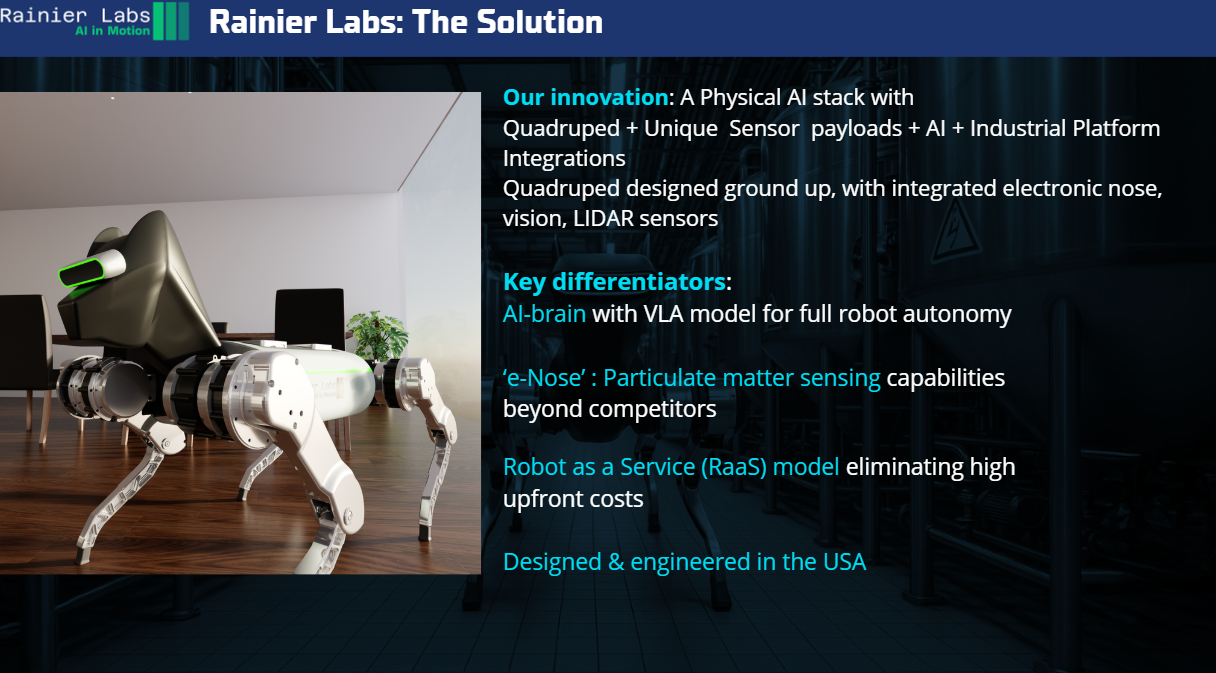 Rainier Labs
AI in Motion
Rainier Labs: The Solution
Our innovation: A Physical AI stack with
Quadruped + Unique Sensor payloads + AI + Industrial Platform
Integrations
Quadruped designed ground up, with integrated electronic nose,
vision, LIDAR sensors
Key differentiators:
AI-brain with VLA model for full robot autonomy
‘e-Nose’ : Particulate matter sensing capabilities
beyond competitors
Robot as a Service (RaaS) model eliminating high
upfront costs
Designed & engineered in the USA